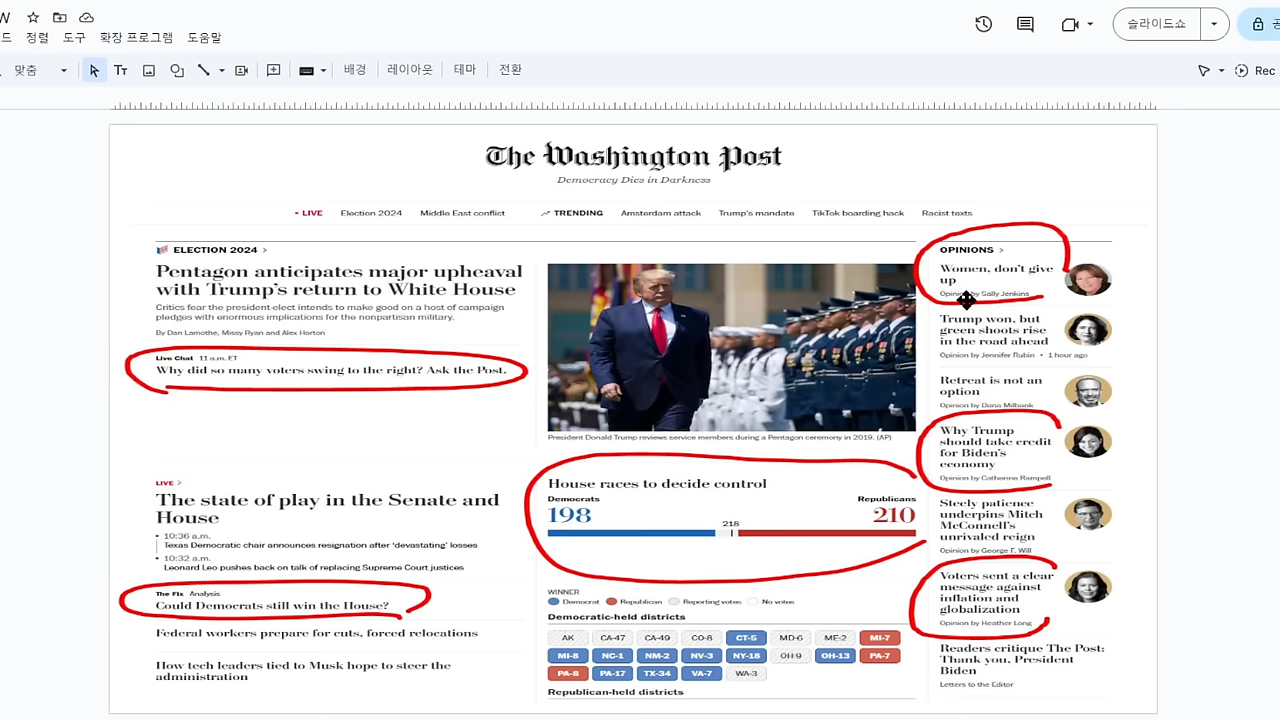 정렬 도구 확장 프로그램 도움말
슬라이드쇼
맞춤 배경 레이아웃 테마 전환 Rec
The Washington Post
Democracy Dies in Darkness
LIVE Election 2024 Middle East conflict TRENDING Amsterdam attack Trump's mandate TikTok boarding hack Racist texts
ELECTION 2024 >
Pentagon anticipates major upheaval
with Trump's return to White House
Critics fear the president-elect intends to make good on a host of campaign
pledges with enormous implications for the nonpartisan military.
By Dan Lamothe, Missy Ryan and Alex Horton
Live Chat 11 a.m. ET
Why did so many voters swing to the right? Ask the Post.
LIVE >
The state of play in the Senate and
House
10:36 a.m.
Texas Democratic chair announces resignation after 'devastating' losses
10:32 a.m.
Leonard Leo pushes back on talk of replacing Supreme Court justices
The Fix Analysis
Could Democrats still win the House?
Federal workers prepare for cuts, forced relocations
How tech leaders tied to Musk hope to steer the
administration
President Donald Trump reviews service members during a Pentagon ceremony in 2019. (AP)
House races to decide control
Democrats Republicans
198 218 210
WINNER
Democrat Republican Reporting votes No votes
Democratic-held districts
AK CA-47 CA-49 CO-8 CT-5 MD-6 ME-2 MI-7
MI-8 NC-1 NM-2 NV-3 NY-18 OH-9 OH-13 PA-7
PA-8 PA-17 TX-34 VA-7 WA-3
Republican-held districts
OPINIONS >
Women, don't give
up
Opinion by Sally Jenkins
Trump won, but
green shoots rise
in the road ahead
Opinion by Jennifer Rubin • 1 hour ago
Retreat is not an
option
Opinion by Dana Milbank
Why Trump
should take credit
for Biden's
economy
Opinion by Catherine Rampell
Steely patience
underpins Mitch
McConnell's
unrivaled reign
Opinion by George F. Will
Voters sent a clear
message against
inflation and
globalization
Opinion by Heather Long
Readers critique The Post:
Thank you, President
Biden
Letters to the Editor